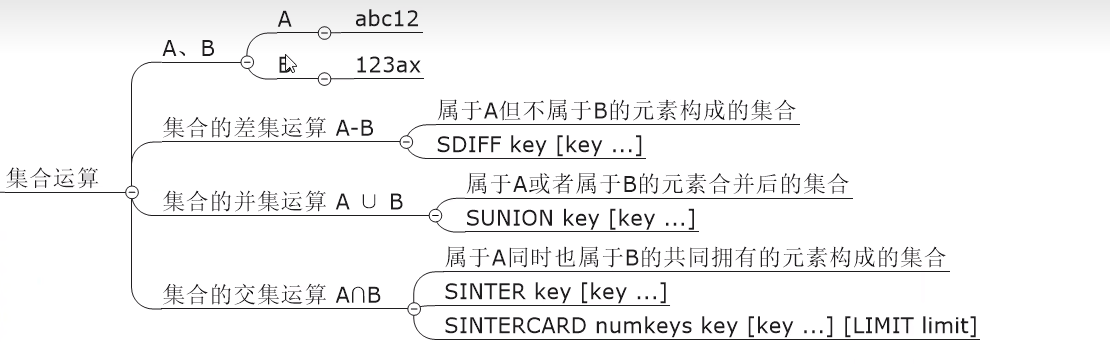 集合运算
A、B
A
abc12
B
123ax
集合的差集运算 A-B
属于A但不属于B的元素构成的集合
SDIFF key [key ...]
集合的并集运算 A ∪ B
属于A或者属于B的元素合并后的集合
SUNION key [key ...]
集合的交集运算 A∩B
属于A同时也属于B的共同拥有的元素构成的集合
SINTER key [key ...]
SINTERCARD numkeys key [key ...] [LIMIT limit]